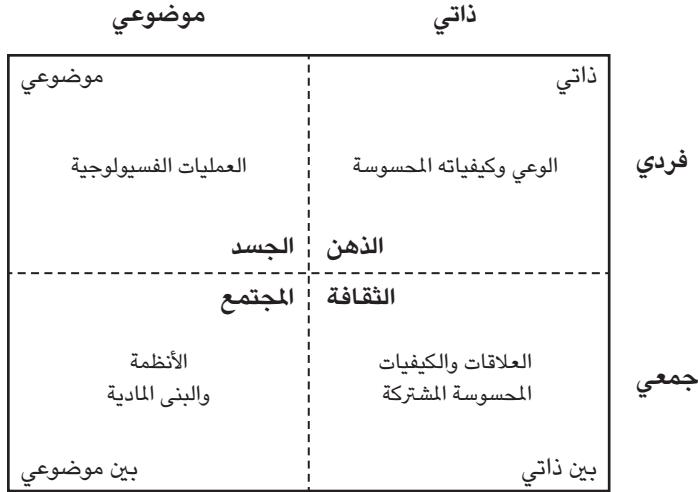 ذاتي
موضوعي
فردي
ذاتي
موضوعي
الوعي وكيفياته المحسوسة
العمليات الفسيولوجية
الذهن
الجسد
الثقافة
المجتمع
جمعي
العلاقات والكيفيات
المحسوسة المشتركة
الأنظمة
والبنى المادية
بين ذاتي
بين موضوعي